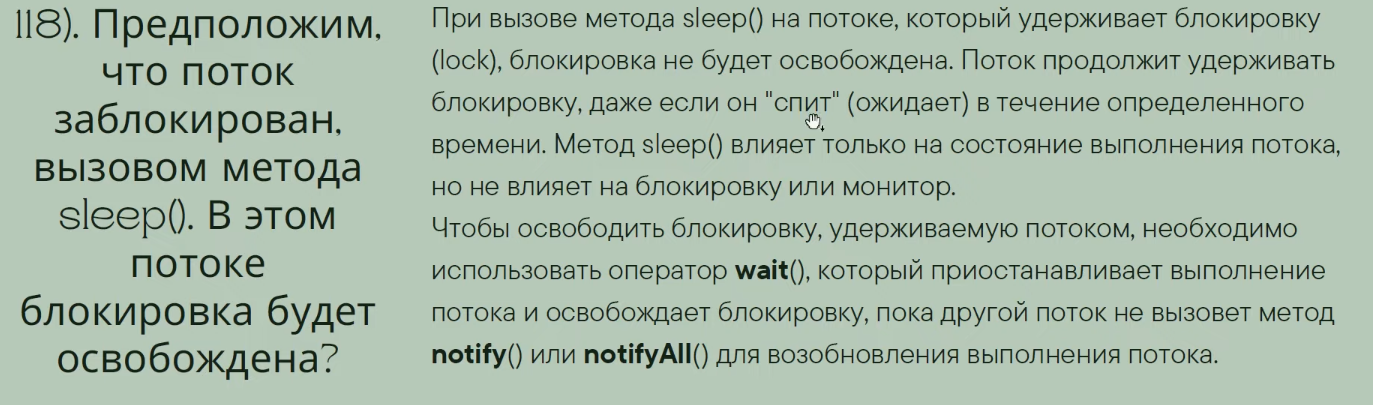 118). Предположим,
что поток
заблокирован,
вызовом метода
sleep(). В этом
потоке
блокировка будет
освобождена?
При вызове метода sleep() на потоке, который удерживает блокировку
(lock), блокировка не будет освобождена. Поток продолжит удерживать
блокировку, даже если он "спит" (ожидает) в течение определенного
времени. Метод sleep() влияет только на состояние выполнения потока,
но не влияет на блокировку или монитор.
Чтобы освободить блокировку, удерживаемую потоком, необходимо
использовать оператор wait(), который приостанавливает выполнение
потока и освобождает блокировку, пока другой поток не вызовет метод
notify() или notifyAll() для возобновления выполнения потока.